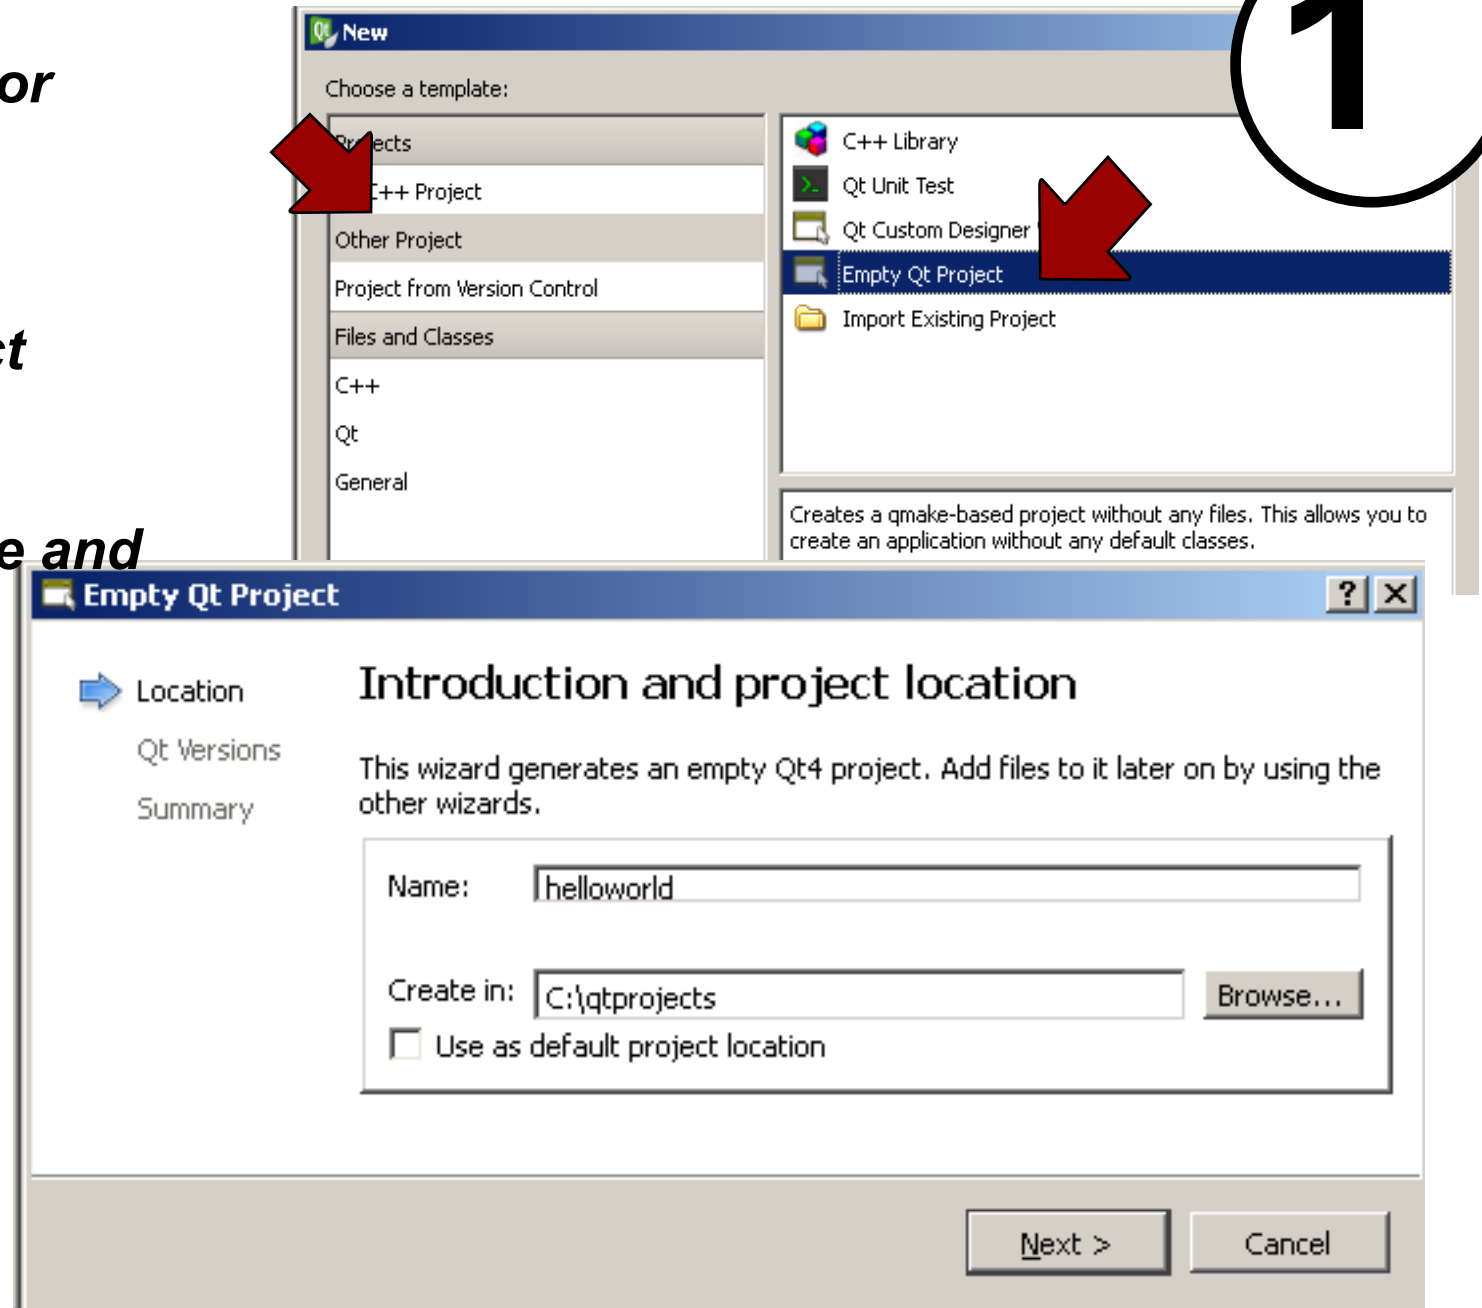 or
ct
e and
1
New
Choose a template:
Projects
C++ Project
Other Project
Project from Version Control
Files and Classes
C++
Qt
General
C++ Library
Qt Unit Test
Qt Custom Designer
Empty Qt Project
Import Existing Project
Creates a qmake-based project without any files. This allows you to
create an application without any default classes.
Empty Qt Project
Location
Qt Versions
Summary
Introduction and project location
This wizard generates an empty Qt4 project. Add files to it later on by using the
other wizards.
Name: helloworld
Create in: C:\qtprojects Browse...
Use as default project location
Next > Cancel